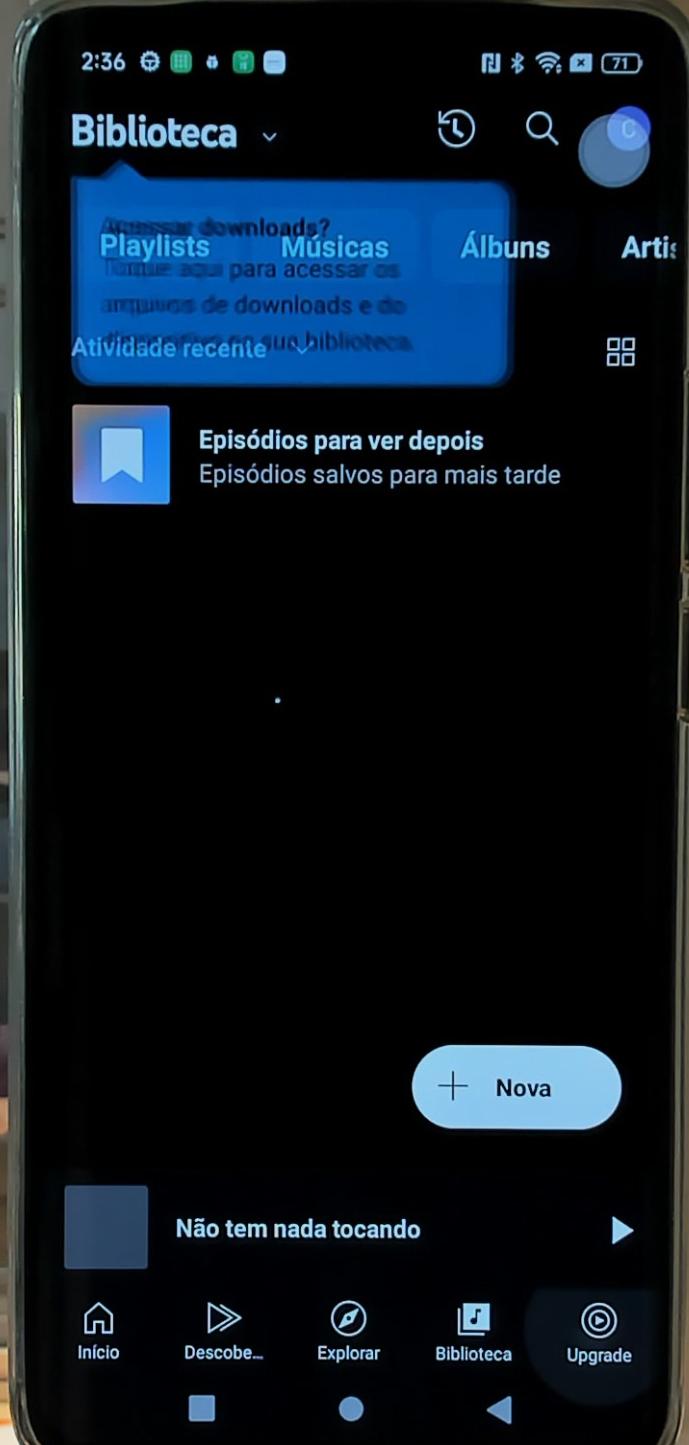 2:36
71
Biblioteca
C
Acessar downloads?
Playlists Músicas Álbuns Artis
Toque aqui para acessar os
arquivos de downloads e do
dispositivo na sua biblioteca.
Atividade recente
Episódios para ver depois
Episódios salvos para mais tarde
Nova
Não tem nada tocando
Início Descobe... Explorar Biblioteca Upgrade